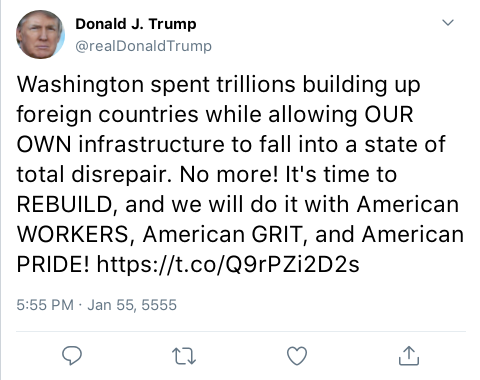 Donald J. Trump
@realDonaldTrump
Washington spent trillions building up
foreign countries while allowing OUR
OWN infrastructure to fall into a state of
total disrepair. No more! It's time to
REBUILD, and we will do it with American
WORKERS, American GRIT, and American
PRIDE! https://t.co/Q9rPZi2D2s
5:55 PM · Jan 55, 5555